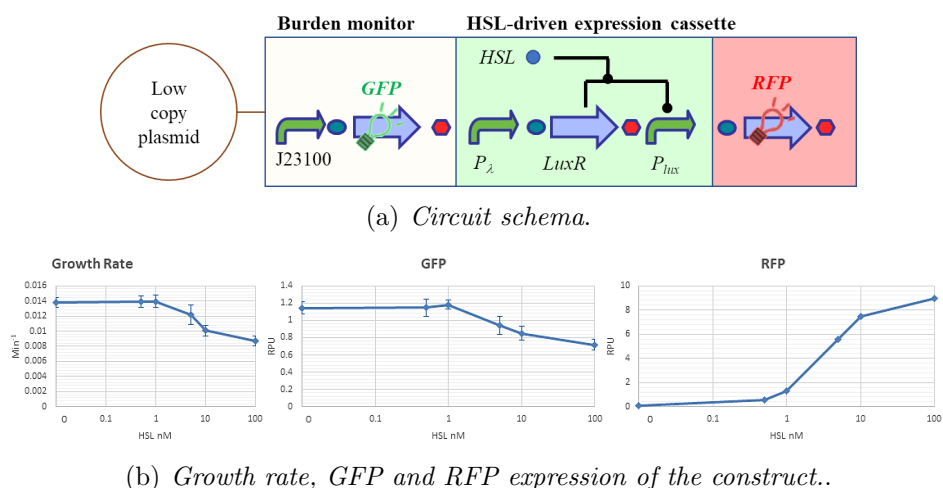 Burden monitor
HSL-driven expression cassette
Low
copy
plasmid
HSL
GFP
RFP
J23100
Pλ
LuxR
Plux
(a) Circuit schema.
Growth Rate
GFP
RFP
0.016
0.014
0.012
0.01
0.008
0.006
0.004
0.002
0
Min-1
0
0.1
1
10
100
HSL nM
1.4
1.2
1
0.8
0.6
0.4
0.2
0
RPU
0
0.1
1
10
100
HSL nM
10
8
6
4
2
0
RPU
0
0.1
1
10
100
HSL nM
(b) Growth rate, GFP and RFP expression of the construct..